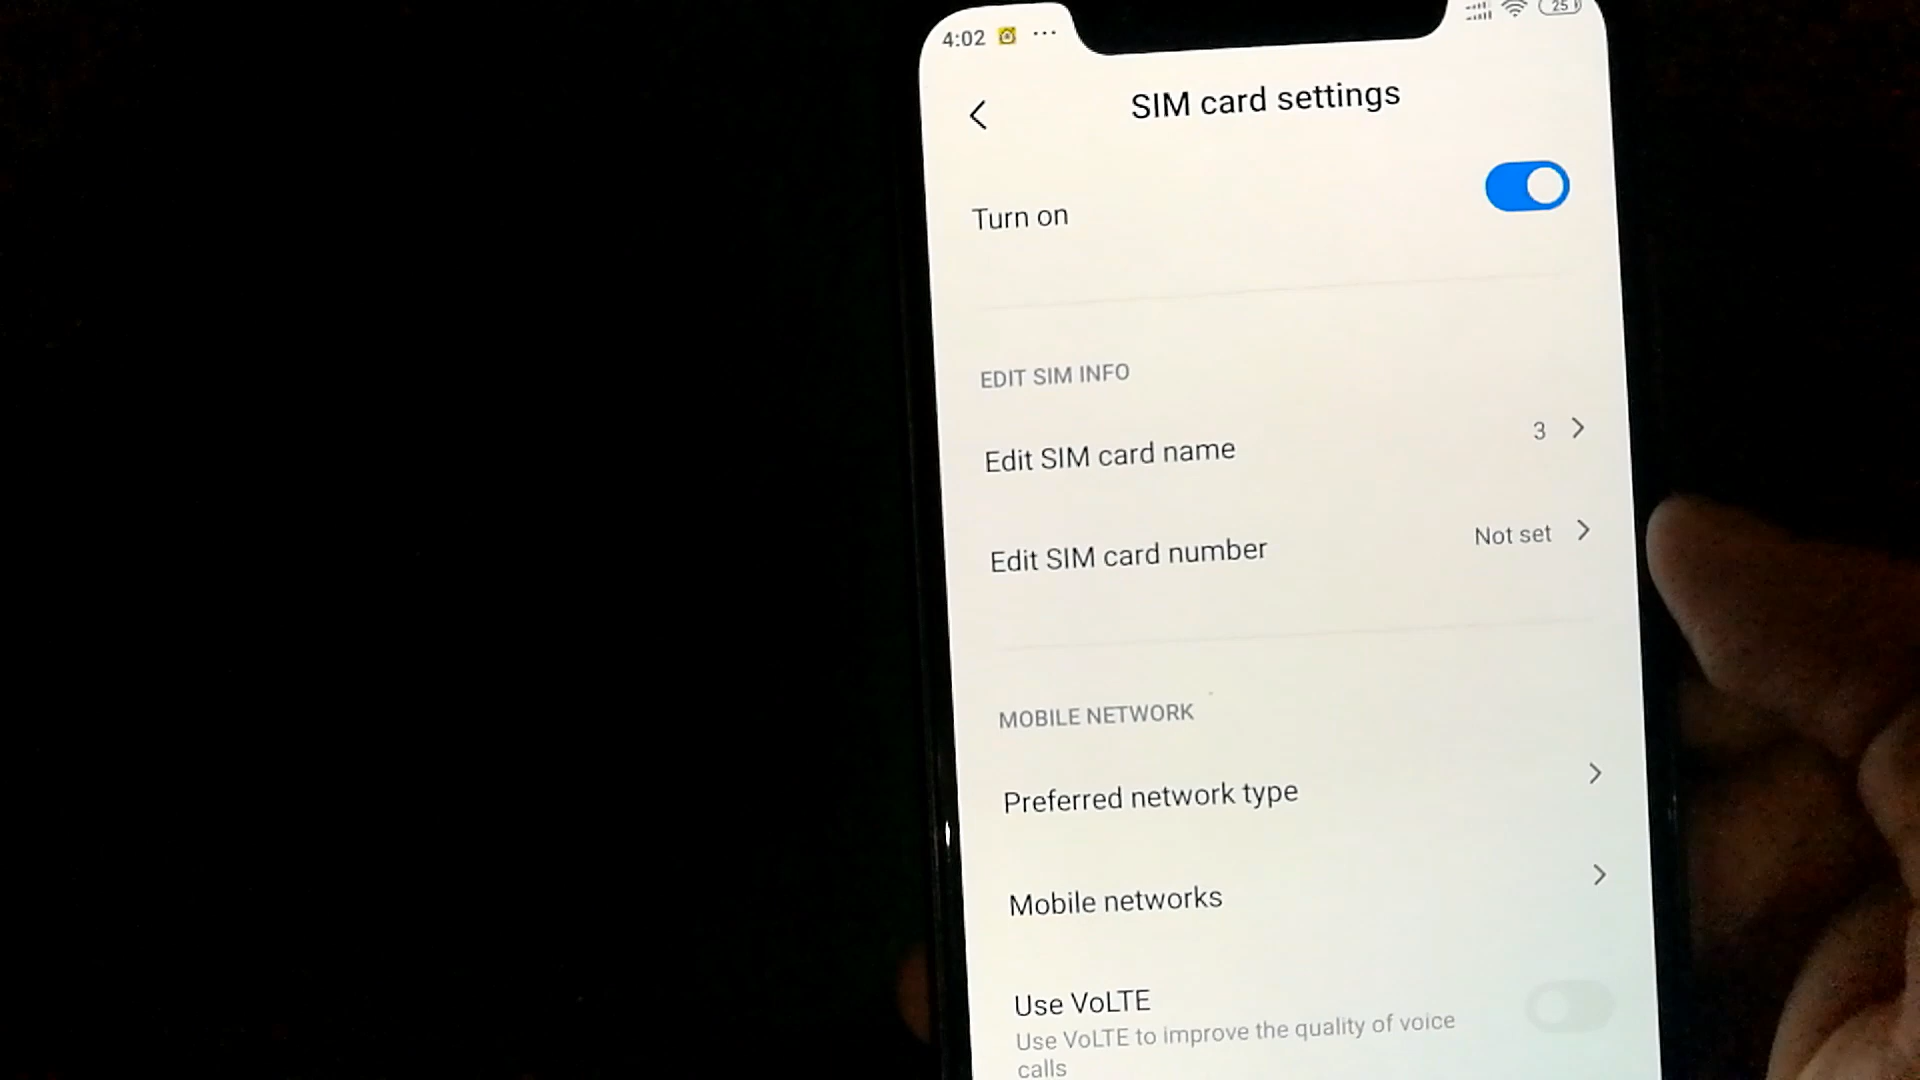 4:02 ...
25
SIM card settings
Turn on
EDIT SIM INFO
Edit SIM card name 3
Edit SIM card number Not set
MOBILE NETWORK
Preferred network type
Mobile networks
Use VoLTE
Use VoLTE to improve the quality of voice
calls